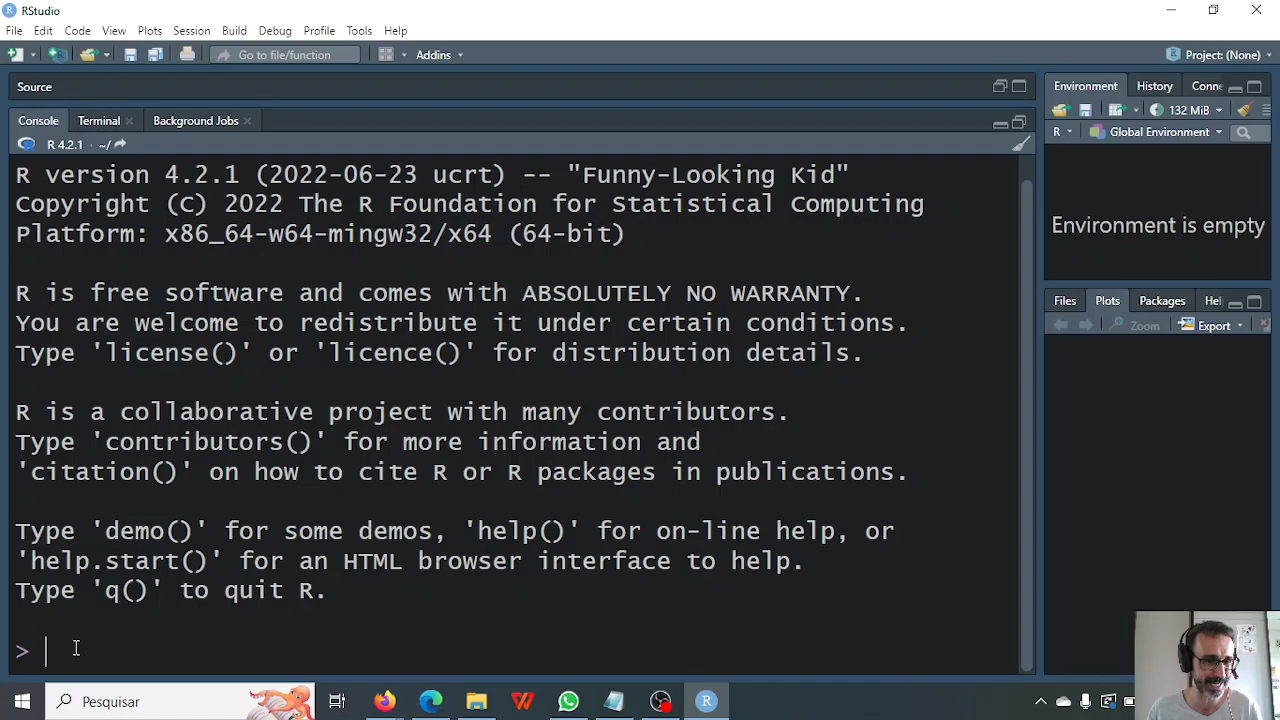 RStudio
File Edit Code View Plots Session Build Debug Profile Tools Help
Go to file/function Addins Project: (None)
Source
Environment History Conne
Console Terminal Background Jobs
132 MiB
R 4.2.1 · ~/
R Global Environment
R version 4.2.1 (2022-06-23 ucrt) -- "Funny-Looking Kid"
Copyright (C) 2022 The R Foundation for Statistical Computing
Platform: x86_64-w64-mingw32/x64 (64-bit)
Environment is empty
R is free software and comes with ABSOLUTELY NO WARRANTY.
You are welcome to redistribute it under certain conditions.
Type 'license()' or 'licence()' for distribution details.
Files Plots Packages Hel
Zoom Export
R is a collaborative project with many contributors.
Type 'contributors()' for more information and
'citation()' on how to cite R or R packages in publications.
Type 'demo()' for some demos, 'help()' for on-line help, or
'help.start()' for an HTML browser interface to help.
Type 'q()' to quit R.
>
Pesquisar